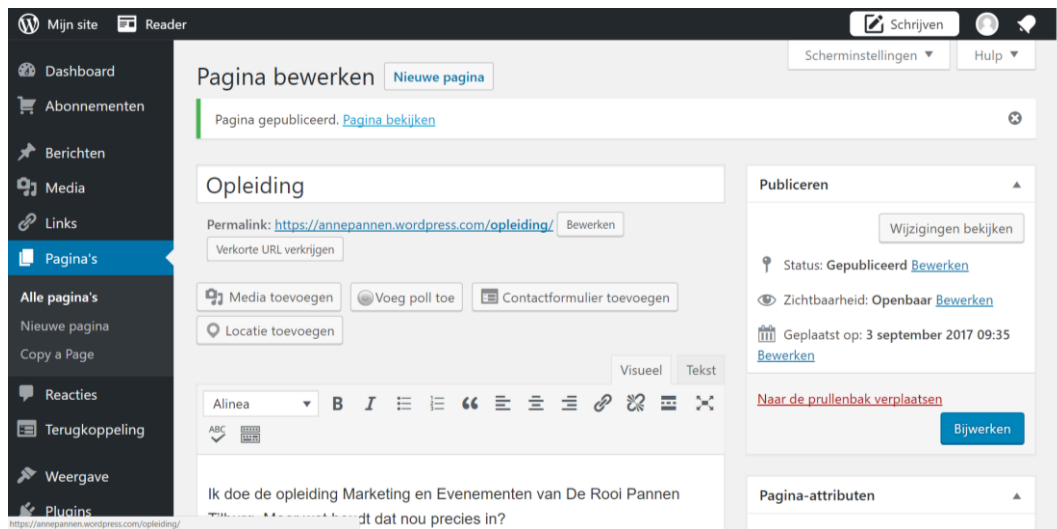 Mijn site Reader Schrijven
Scherminstellingen ▼ Hulp ▼
Dashboard
Abonnementen
Berichten
Media
Links
Pagina's
Alle pagina's
Nieuwe pagina
Copy a Page
Reacties
Terugkoppeling
Weergave
Plugins
https://annepannen.wordpress.com/opleiding/
Pagina bewerken Nieuwe pagina
Pagina gepubliceerd. Pagina bekijken
Opleiding
Permalink: https://annepannen.wordpress.com/opleiding/ Bewerken
Verkorte URL verkrijgen
Media toevoegen Voeg poll toe Contactformulier toevoegen
Locatie toevoegen
Visueel Tekst
Alinea B I
ABC
Ik doe de opleiding Marketing en Evenementen van De Rooi Pannen
dat nou precies in?
Publiceren
Wijzigingen bekijken
Status: Gepubliceerd Bewerken
Zichtbaarheid: Openbaar Bewerken
Geplaatst op: 3 september 2017 09:35
Bewerken
Naar de prullenbak verplaatsen
Bijwerken
Pagina-attributen